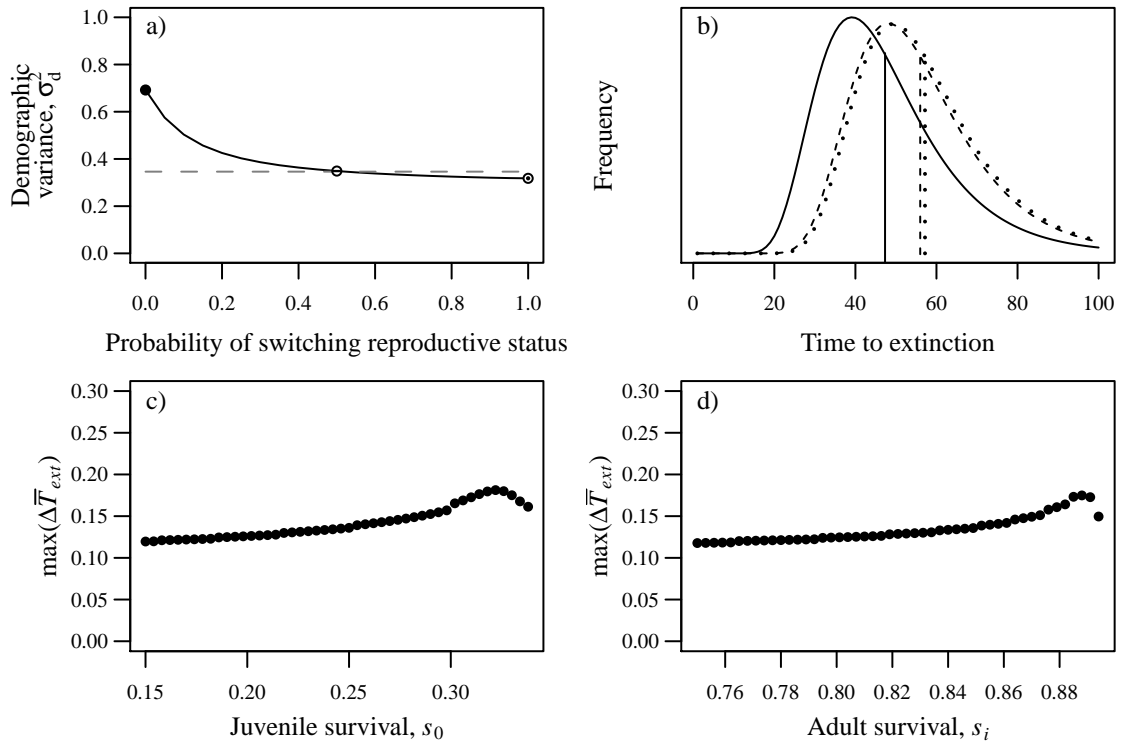 a)
Demographic
variance, σ²d
1.0
0.8
0.6
0.4
0.2
0.0
0.0 0.2 0.4 0.6 0.8 1.0
Probability of switching reproductive status
b)
Frequency
0 20 40 60 80 100
Time to extinction
c)
max(ΔT̅ext)
0.30
0.25
0.20
0.15
0.10
0.05
0.00
0.15 0.20 0.25 0.30
Juvenile survival, s0
d)
max(ΔT̅ext)
0.30
0.25
0.20
0.15
0.10
0.05
0.00
0.76 0.78 0.80 0.82 0.84 0.86 0.88
Adult survival, si